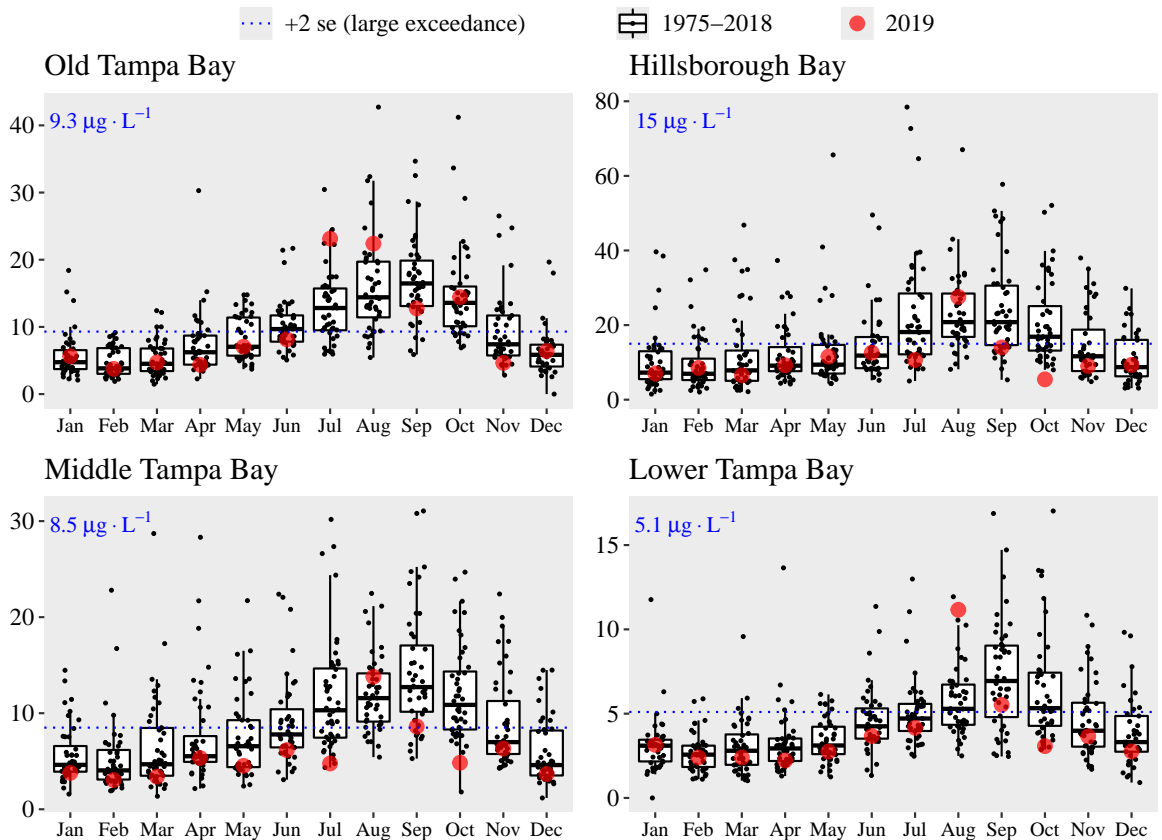 +2 se (large exceedance) 1975–2018 2019
Old Tampa Bay
9.3 µg · L⁻¹
40
30
20
10
0
Jan Feb Mar Apr May Jun Jul Aug Sep Oct Nov Dec
Hillsborough Bay
15 µg · L⁻¹
80
60
40
20
0
Jan Feb Mar Apr May Jun Jul Aug Sep Oct Nov Dec
Middle Tampa Bay
8.5 µg · L⁻¹
30
20
10
0
Jan Feb Mar Apr May Jun Jul Aug Sep Oct Nov Dec
Lower Tampa Bay
5.1 µg · L⁻¹
15
10
5
0
Jan Feb Mar Apr May Jun Jul Aug Sep Oct Nov Dec